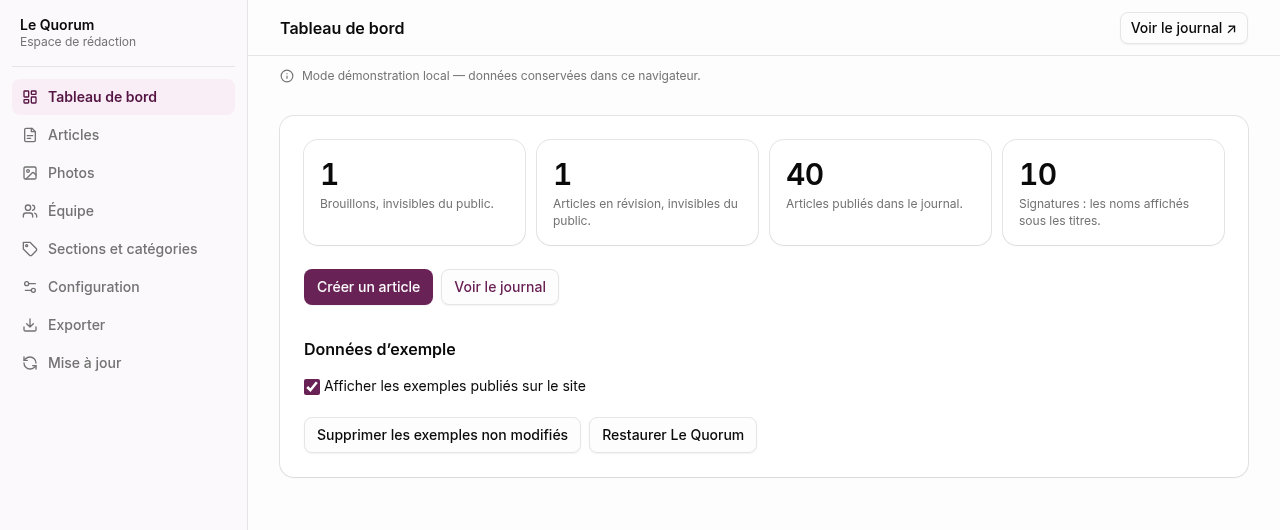 Le Quorum
Espace de rédaction
Tableau de bord
Articles
Photos
Équipe
Sections et catégories
Configuration
Exporter
Mise à jour
Tableau de bord
Voir le journal
Mode démonstration local — données conservées dans ce navigateur.
1
Brouillons, invisibles du public.
1
Articles en révision, invisibles du
public.
40
Articles publiés dans le journal.
10
Signatures : les noms affichés
sous les titres.
Créer un article
Voir le journal
Données d’exemple
Afficher les exemples publiés sur le site
Supprimer les exemples non modifiés
Restaurer Le Quorum